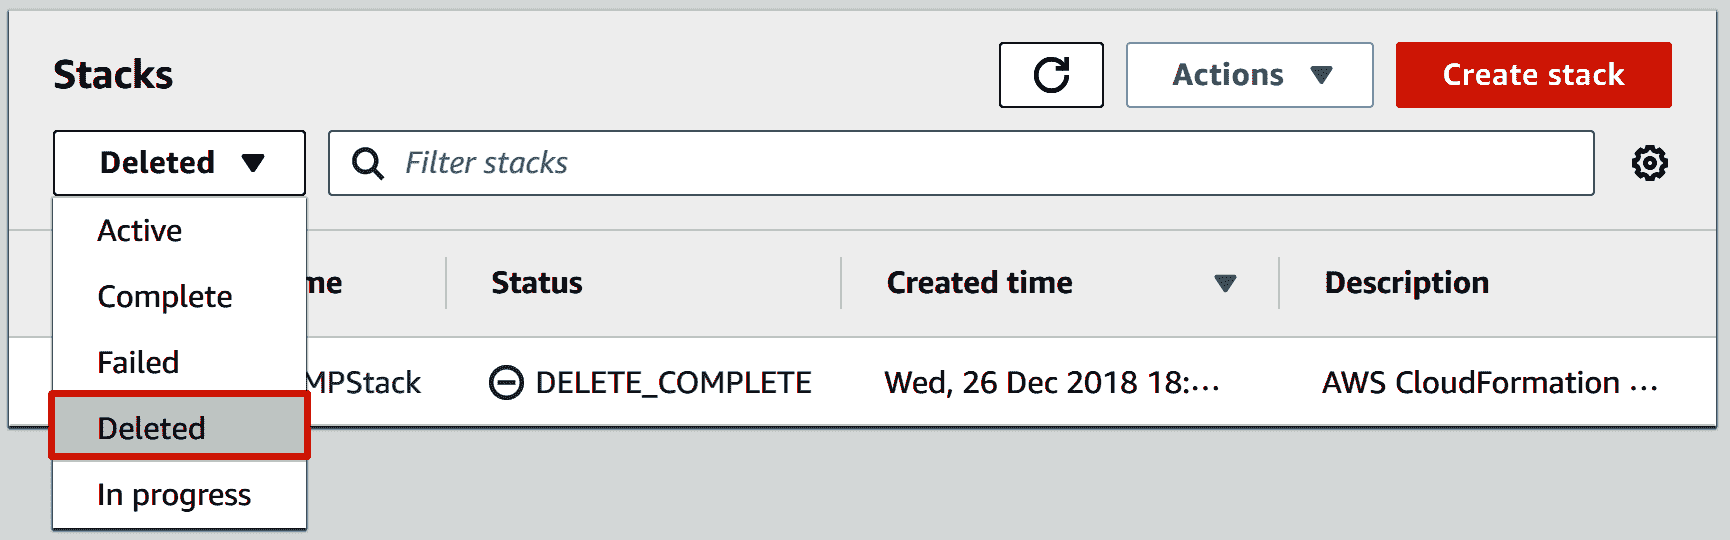 Stacks
Actions
Create stack
Deleted
Filter stacks
Active
Complete
me Status Created time Description
Failed
MPStack DELETE_COMPLETE Wed, 26 Dec 2018 18:... AWS CloudFormation ...
Deleted
In progress